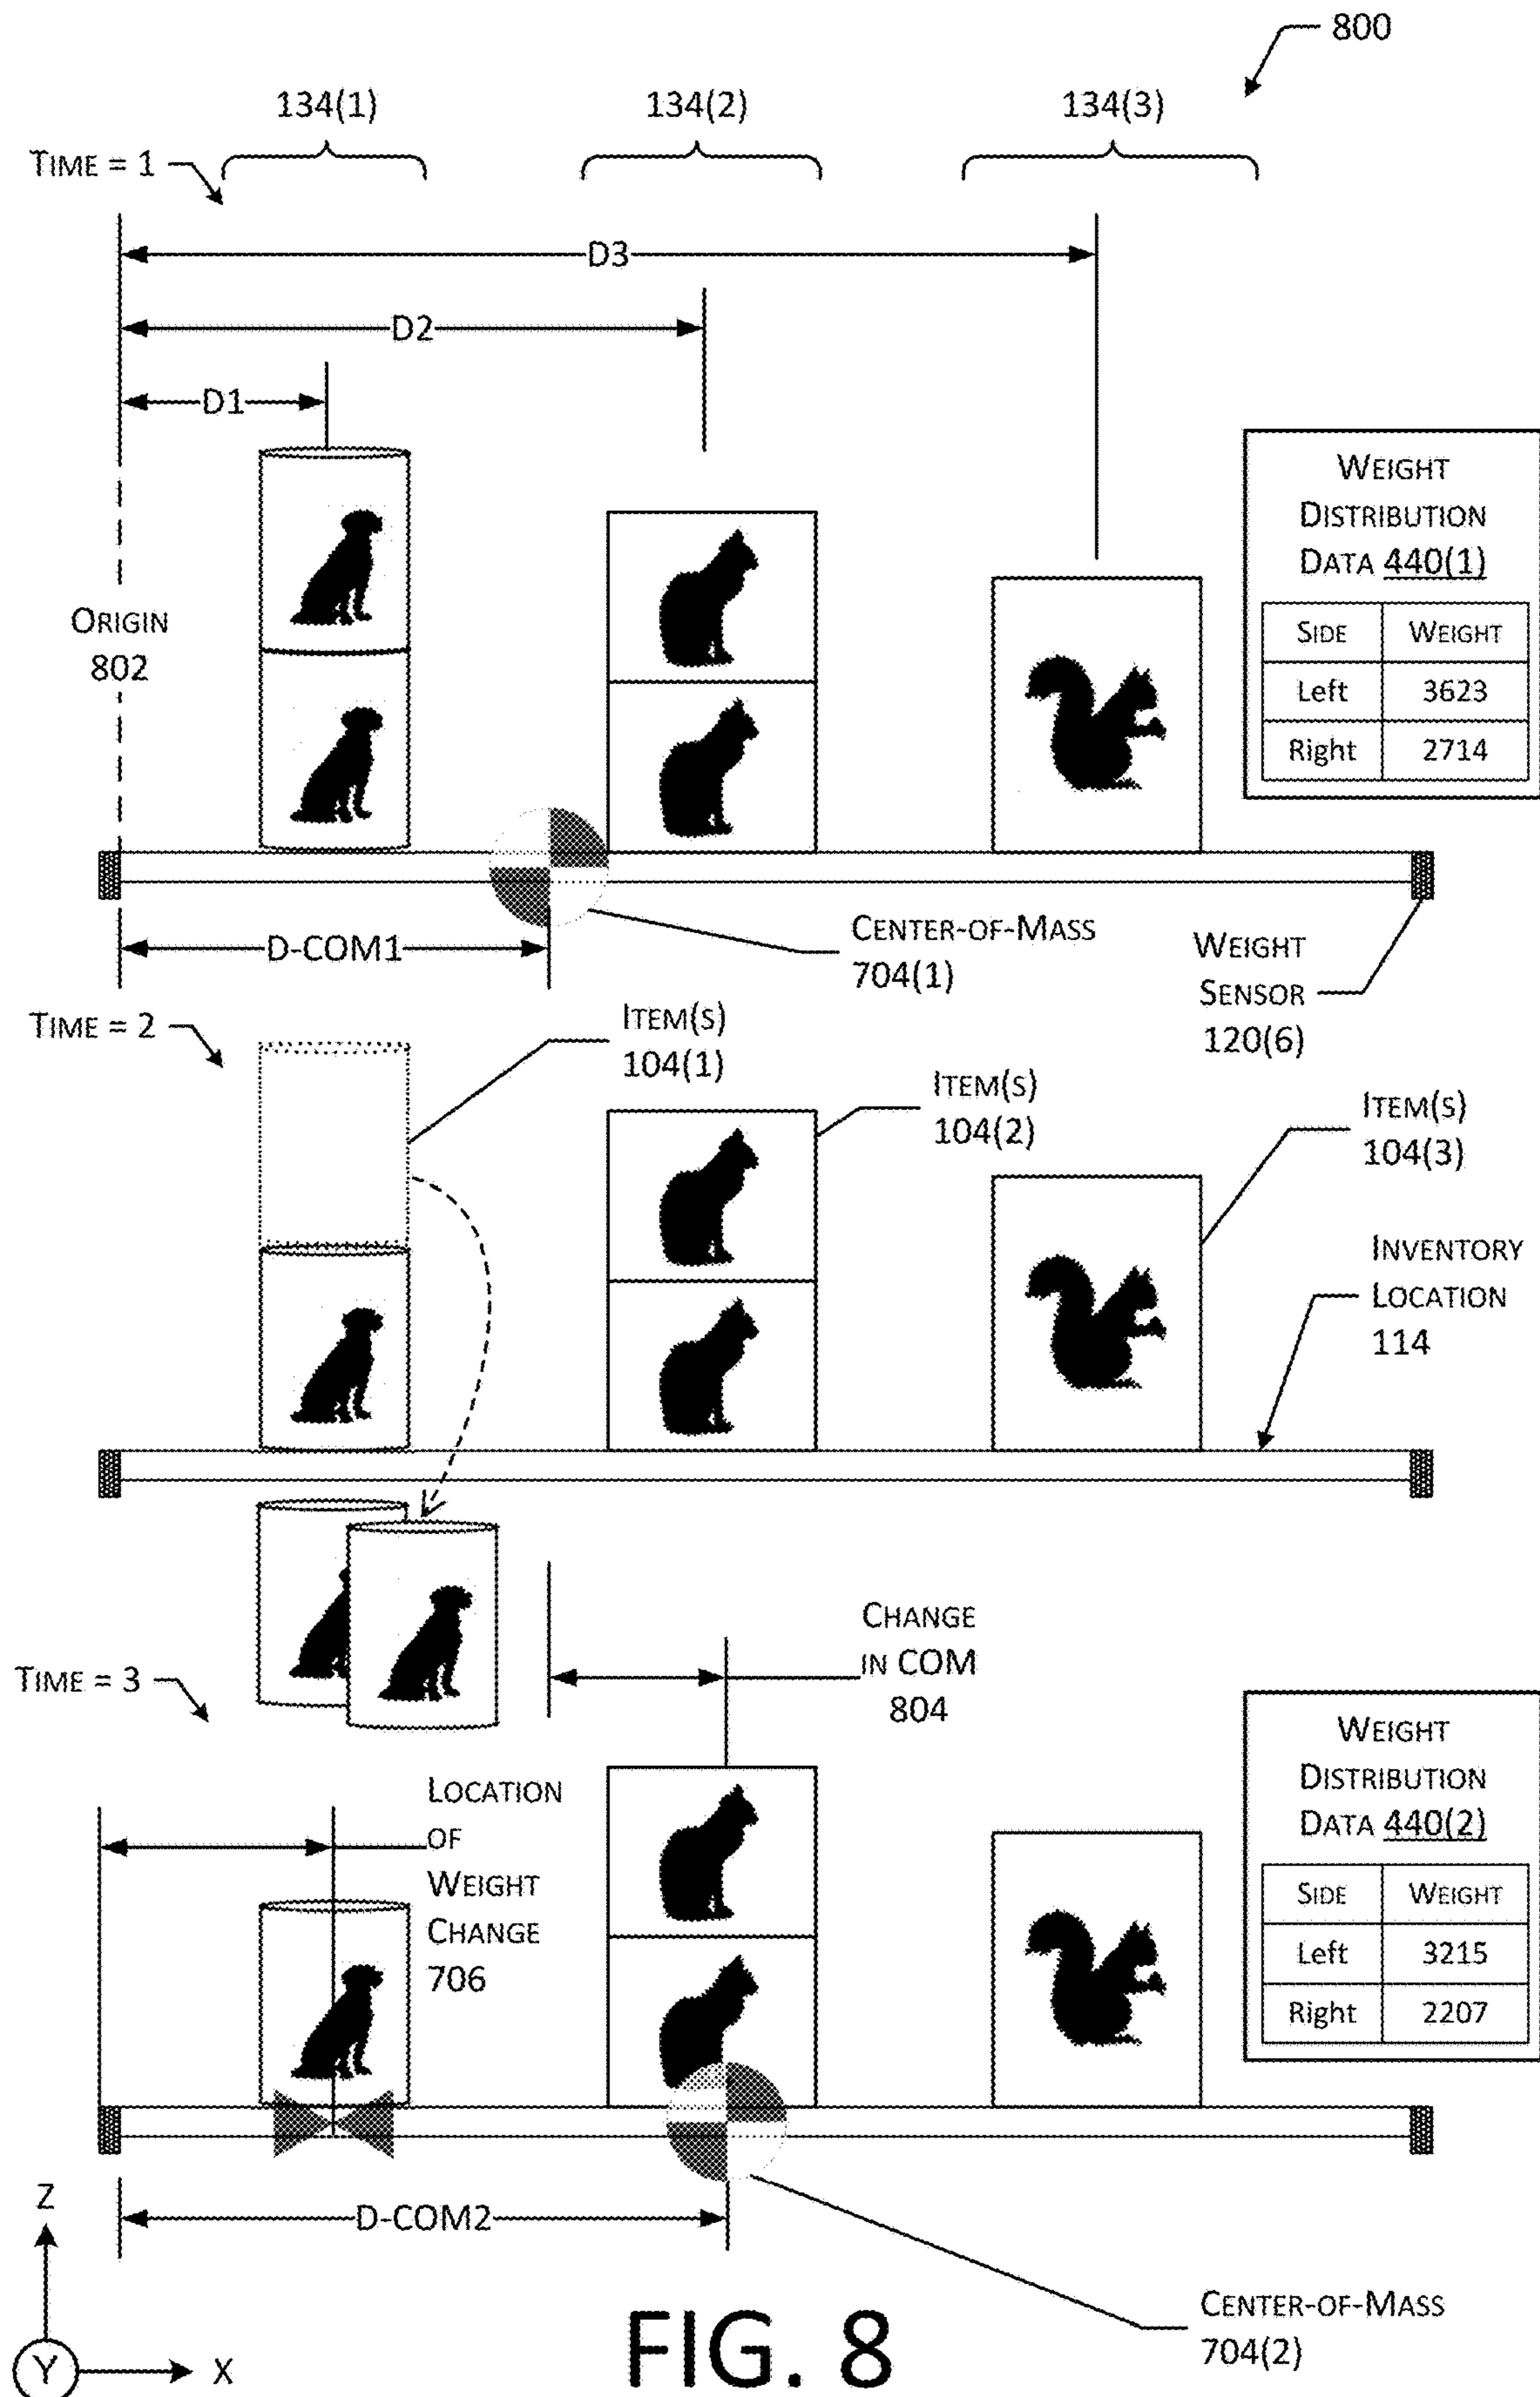 800
134(1)
134(2)
134(3)
TIME = 1
D3
D2
D1
ORIGIN
802
WEIGHT
DISTRIBUTION
DATA 440(1)
SIDE WEIGHT
Left 3623
Right 2714
D-COM1
CENTER-OF-MASS
704(1)
WEIGHT
SENSOR
120(6)
TIME = 2
ITEM(S)
104(1)
ITEM(S)
104(2)
ITEM(S)
104(3)
INVENTORY
LOCATION
114
TIME = 3
CHANGE
IN COM
804
LOCATION
OF
WEIGHT
CHANGE
706
WEIGHT
DISTRIBUTION
DATA 440(2)
SIDE WEIGHT
Left 3215
Right 2207
D-COM2
CENTER-OF-MASS
704(2)
Z
Y
X
FIG. 8